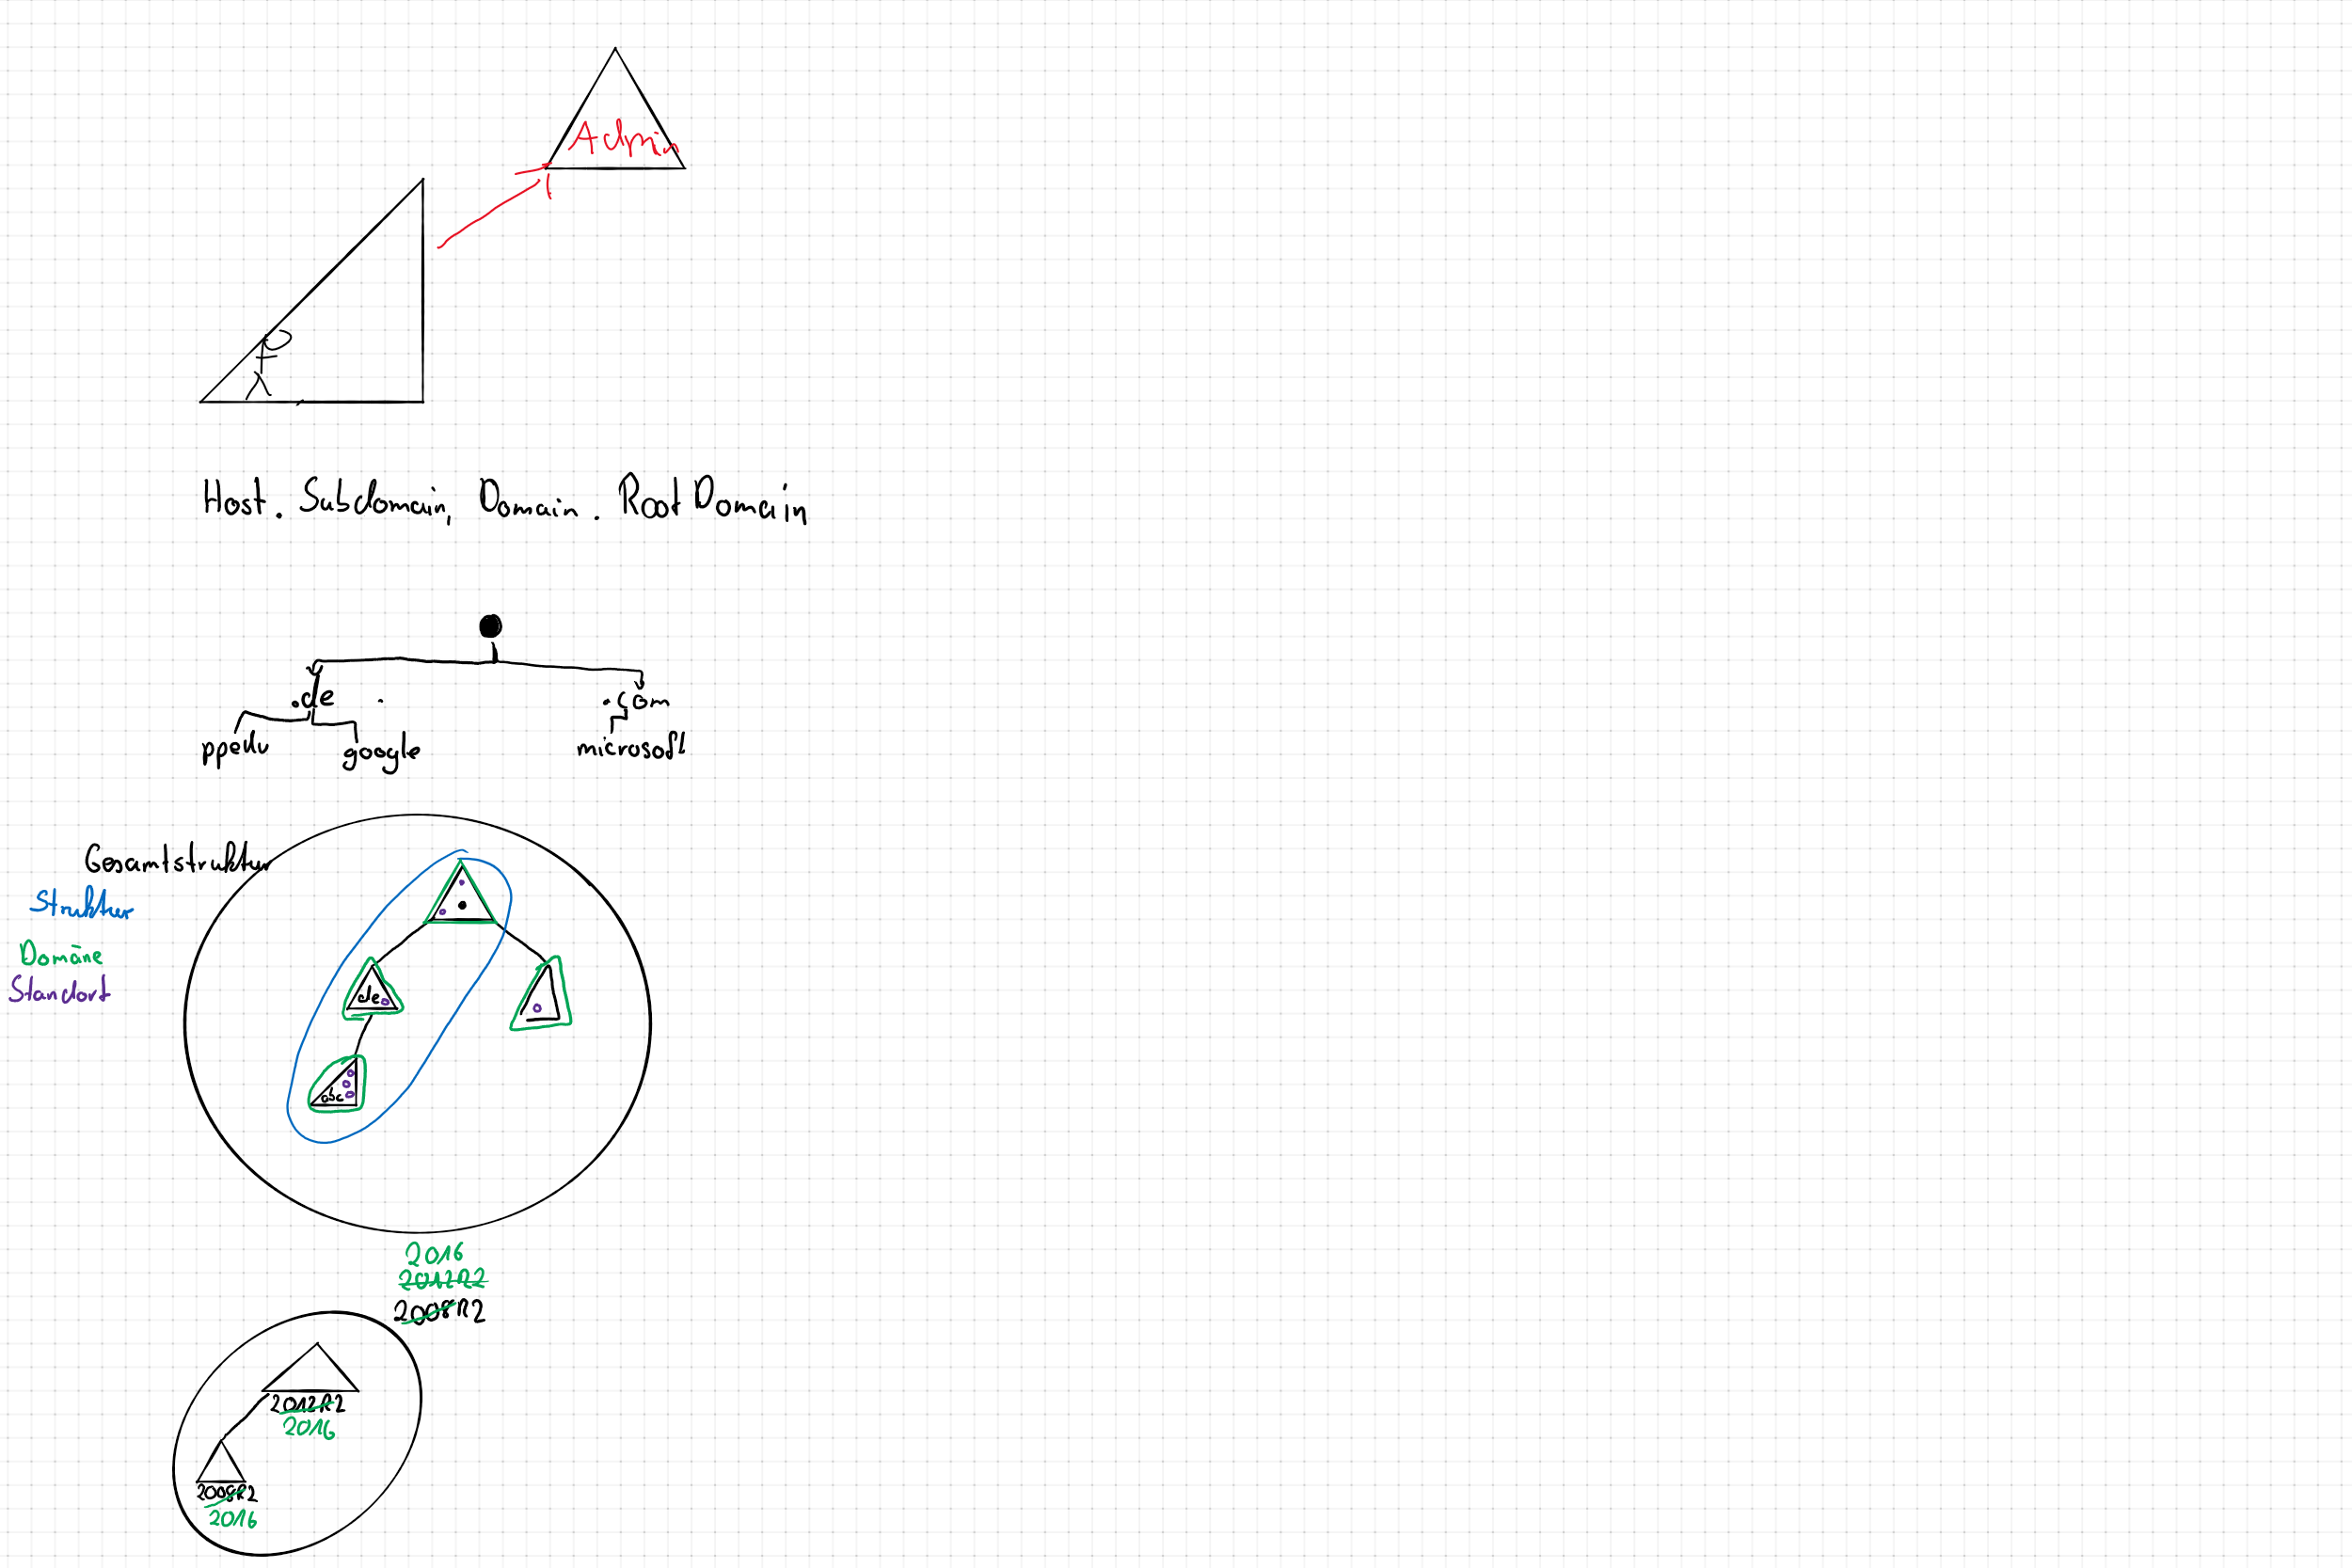 Admin
Host. Subdomain, Domain. Root Domain
.de
.com
ppedv
google
microsoft
Gesamtstruktur
Struktur
Domäne
Standort
de
abc
2016
2012R2
2008R2
2012R2
2016
2008R2
2016